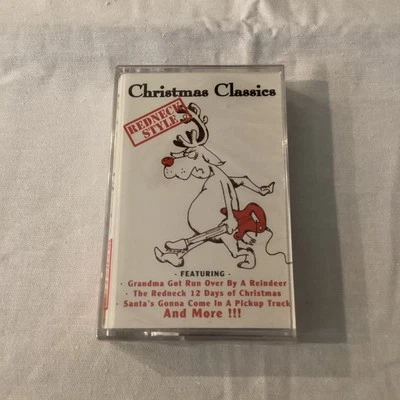 Christmas Classics
REDNECK
STYLE
- FEATURING -
· Grandma Got Run Over By A Reindeer
· The Redneck 12 Days of Christmas
· Santa's Gonna Come In A Pickup Truck
And More !!!